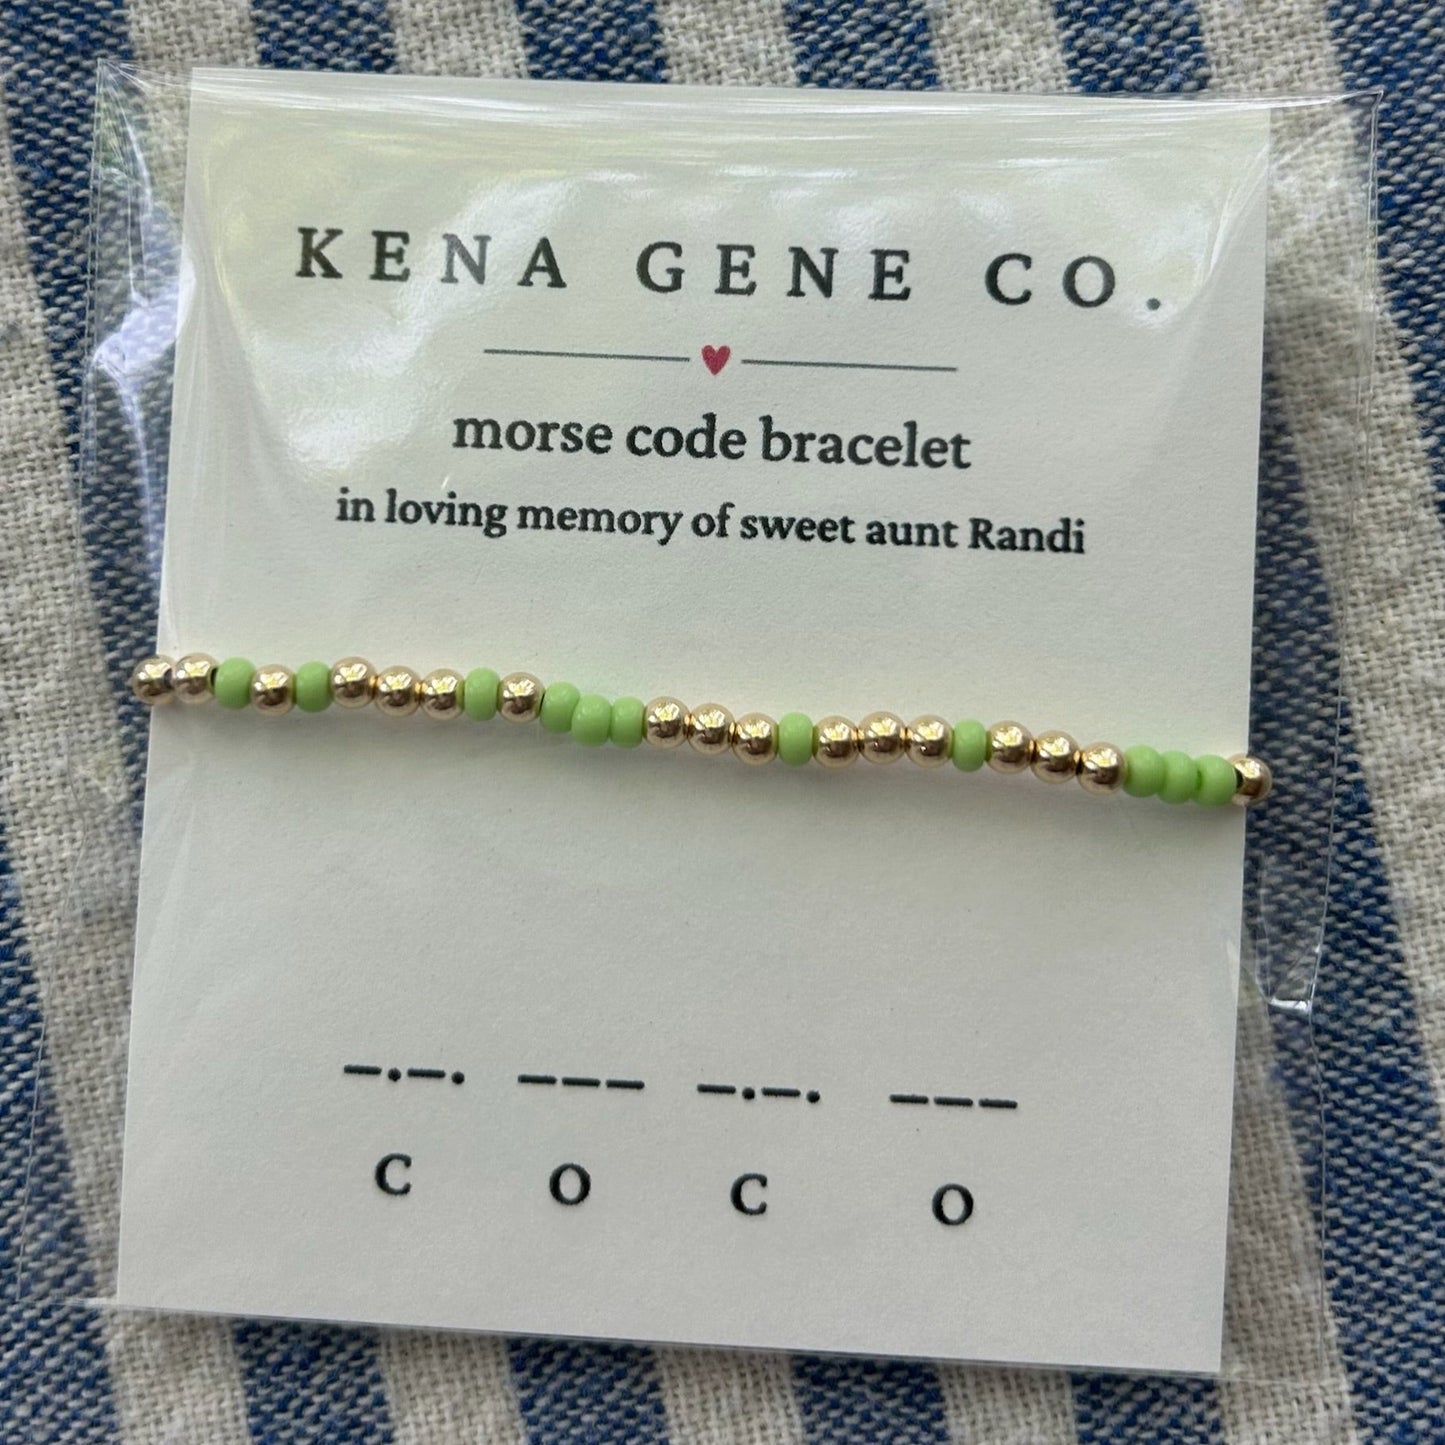 KENA GENE CO.
morse code bracelet
in loving memory of sweet aunt Randi
–.–. ––– –.–. –––
C O C O